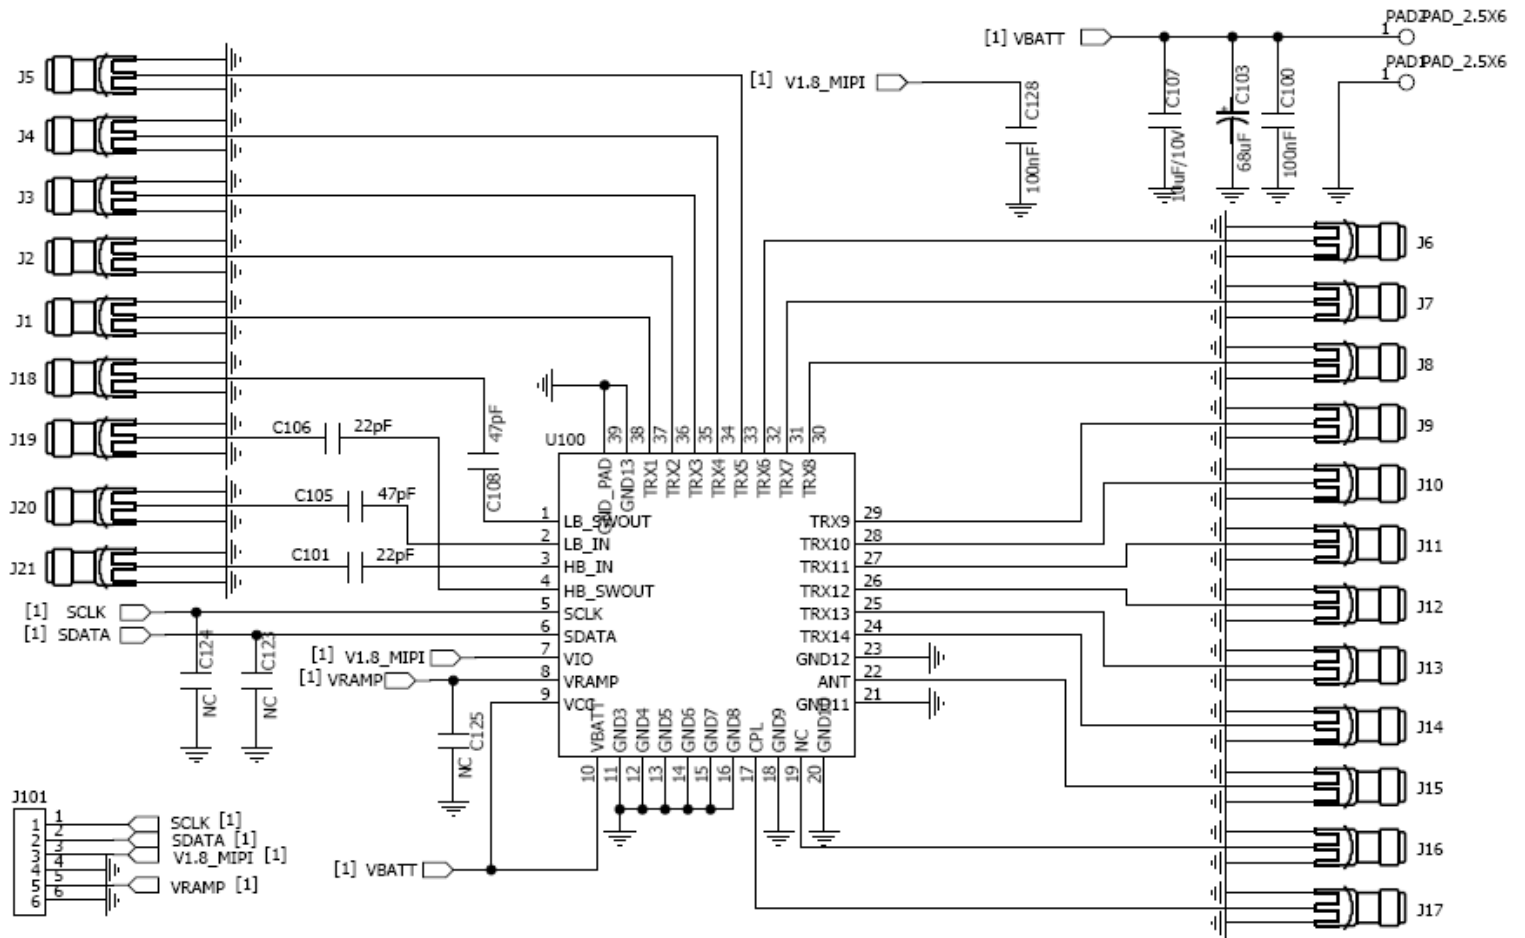 PAD2 PAD_2.5X6
[1] VBATT
1
PAD1 PAD_2.5X6
1
[1] V1.8_MIPI
C128
100nF
C107
10uF/10V
C103
68uF
C100
100nF
J5
J4
J3
J2
J1
J18
J19
J20
J21
C106 22pF
C105 47pF
C101 22pF
47pF
C108
U100
39 38 37 36 35 34 33 32 31 30
GND_PAD
GND13
TRX1
TRX2
TRX3
TRX4
TRX5
TRX6
TRX7
TRX8
1 LB_SWOUT
2 LB_IN
3 HB_IN
4 HB_SWOUT
5 SCLK
6 SDATA
7 VIO
8 VRAMP
9 VCC
TRX9 29
TRX10 28
TRX11 27
TRX12 26
TRX13 25
TRX14 24
GND12 23
ANT 22
GND11 21
VBATT
GND3
GND4
GND5
GND6
GND7
GND8
CPL
GND9
NC
GND10
10 11 12 13 14 15 16 17 18 19 20
[1] SCLK
[1] SDATA
C124
NC
C123
NC
[1] V1.8_MIPI
[1] VRAMP
C125
NC
[1] VBATT
J101
1 1 SCLK [1]
2 2 SDATA [1]
3 3 V1.8_MIPI [1]
4 4
5 5 VRAMP [1]
6 6
J6
J7
J8
J9
J10
J11
J12
J13
J14
J15
J16
J17